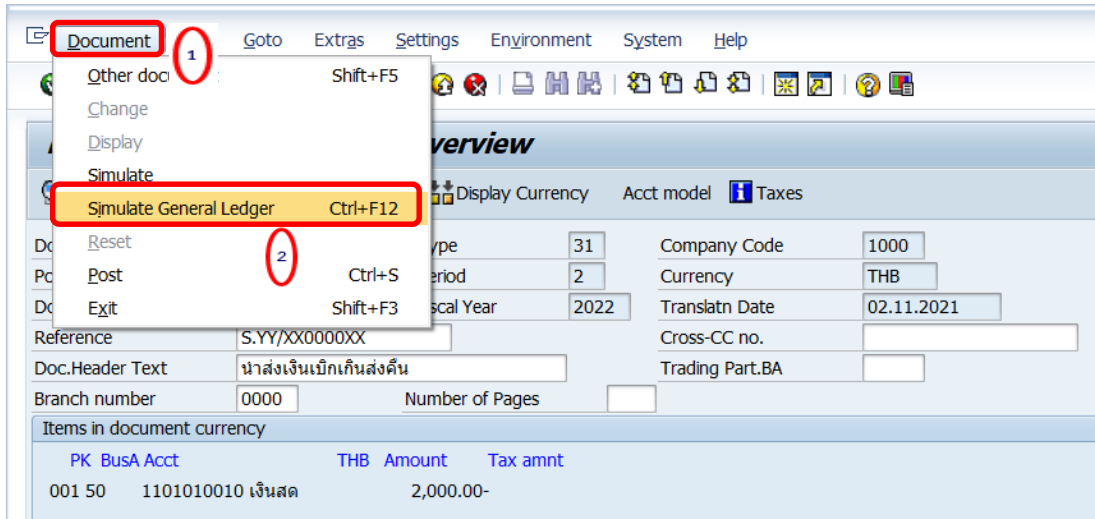 Document Goto Extras Settings Environment System Help
1
Other doc Shift+F5
Change
Display verview
Simulate
Display Currency Acct model Taxes
Simulate General Ledger Ctrl+F12
Reset 31 Company Code 1000
2
Post Ctrl+S eriod 2 Currency THB
Exit Shift+F3 scal Year 2022 Translatn Date 02.11.2021
Reference S.YY/XX0000XX Cross-CC no.
Doc.Header Text นำส่งเงินเบิกเกินส่งคืน Trading Part.BA
Branch number 0000 Number of Pages
Items in document currency
PK BusA Acct THB Amount Tax amnt
001 50 1101010010 เงินสด 2,000.00-